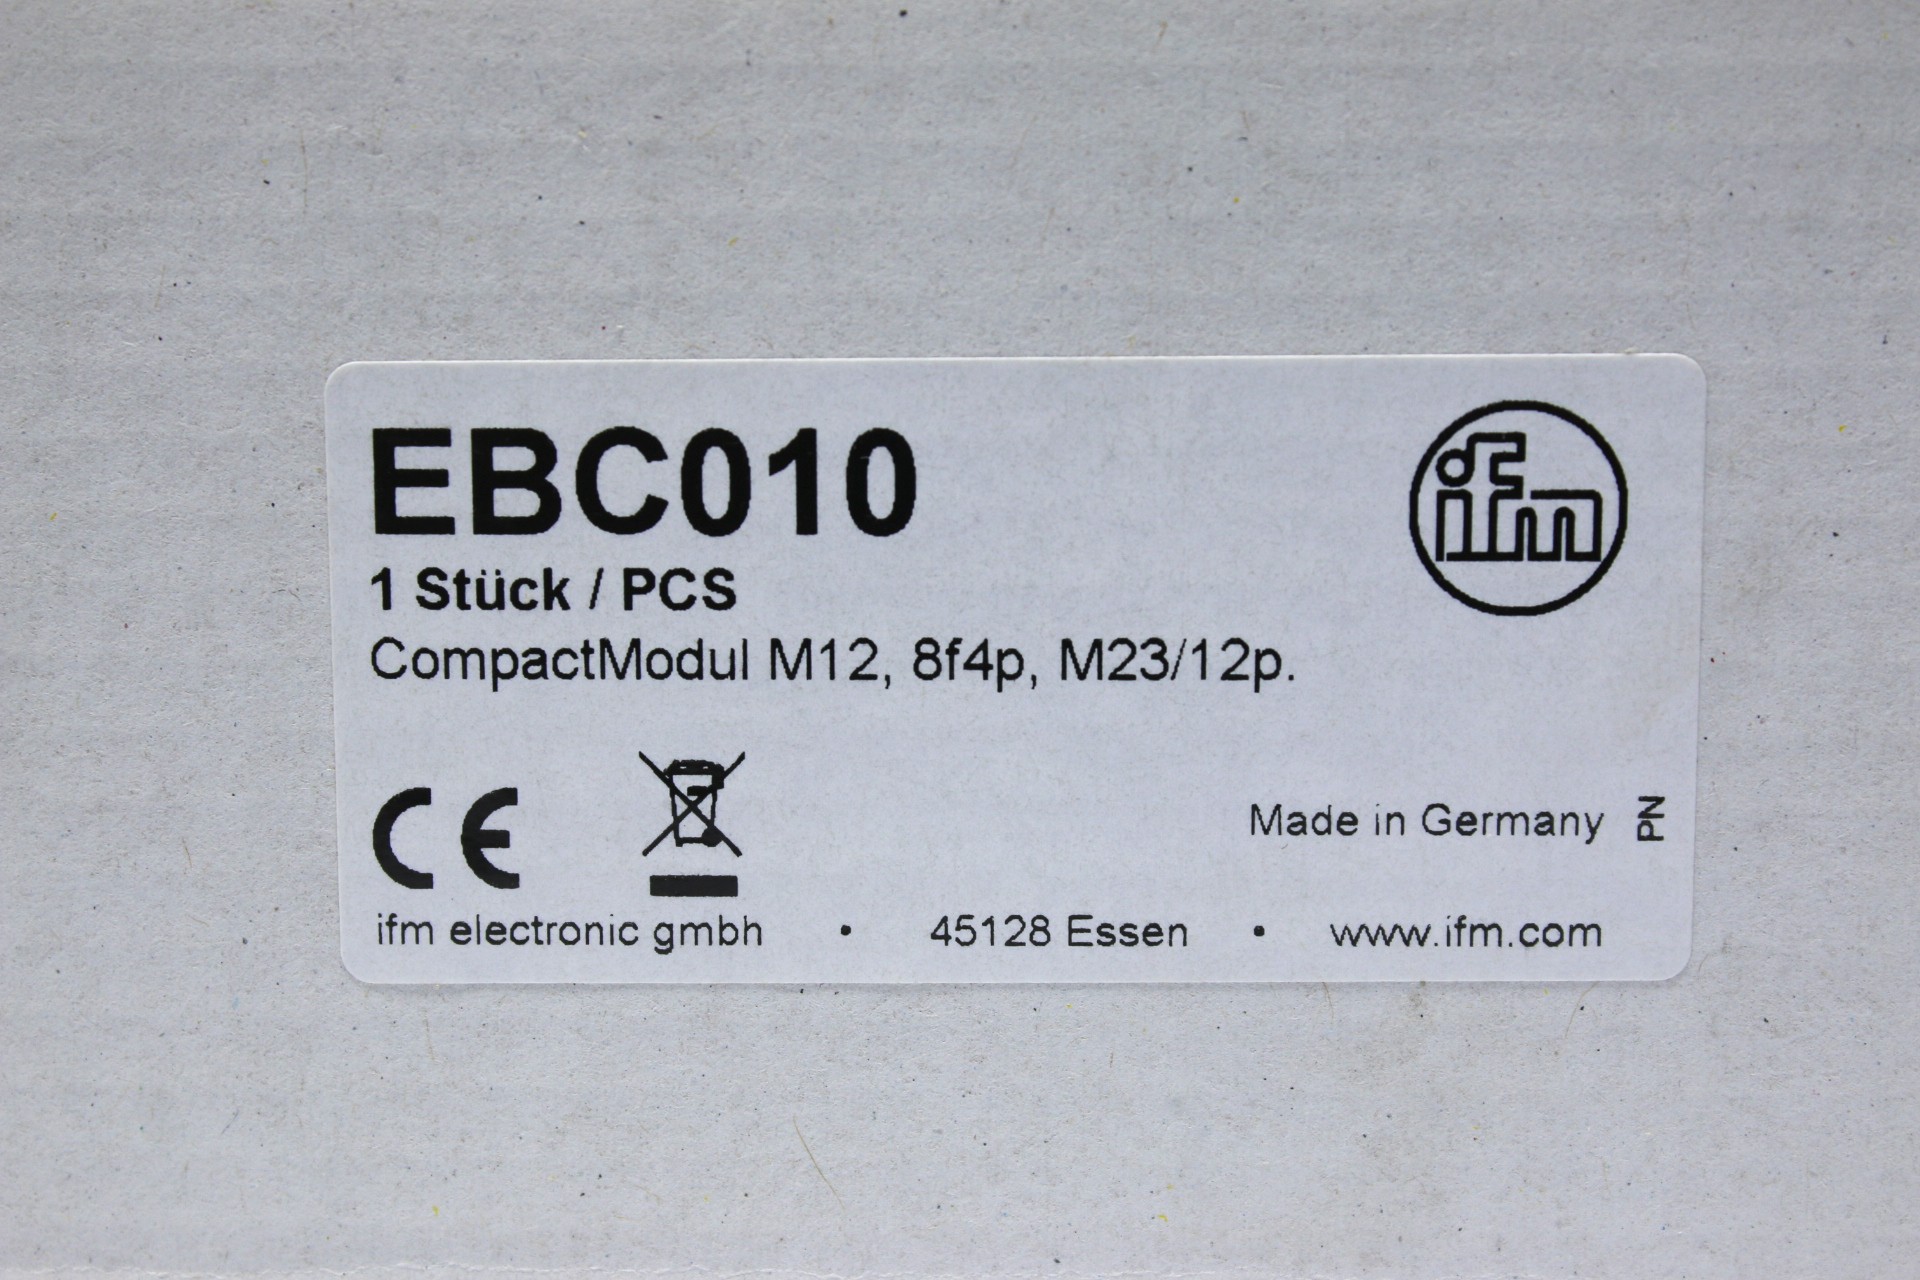 EBC010
ifm
1 Stück / PCS
CompactModul M12, 8f4p, M23/12p.
CE
Made in Germany PN
ifm electronic gmbh • 45128 Essen • www.ifm.com